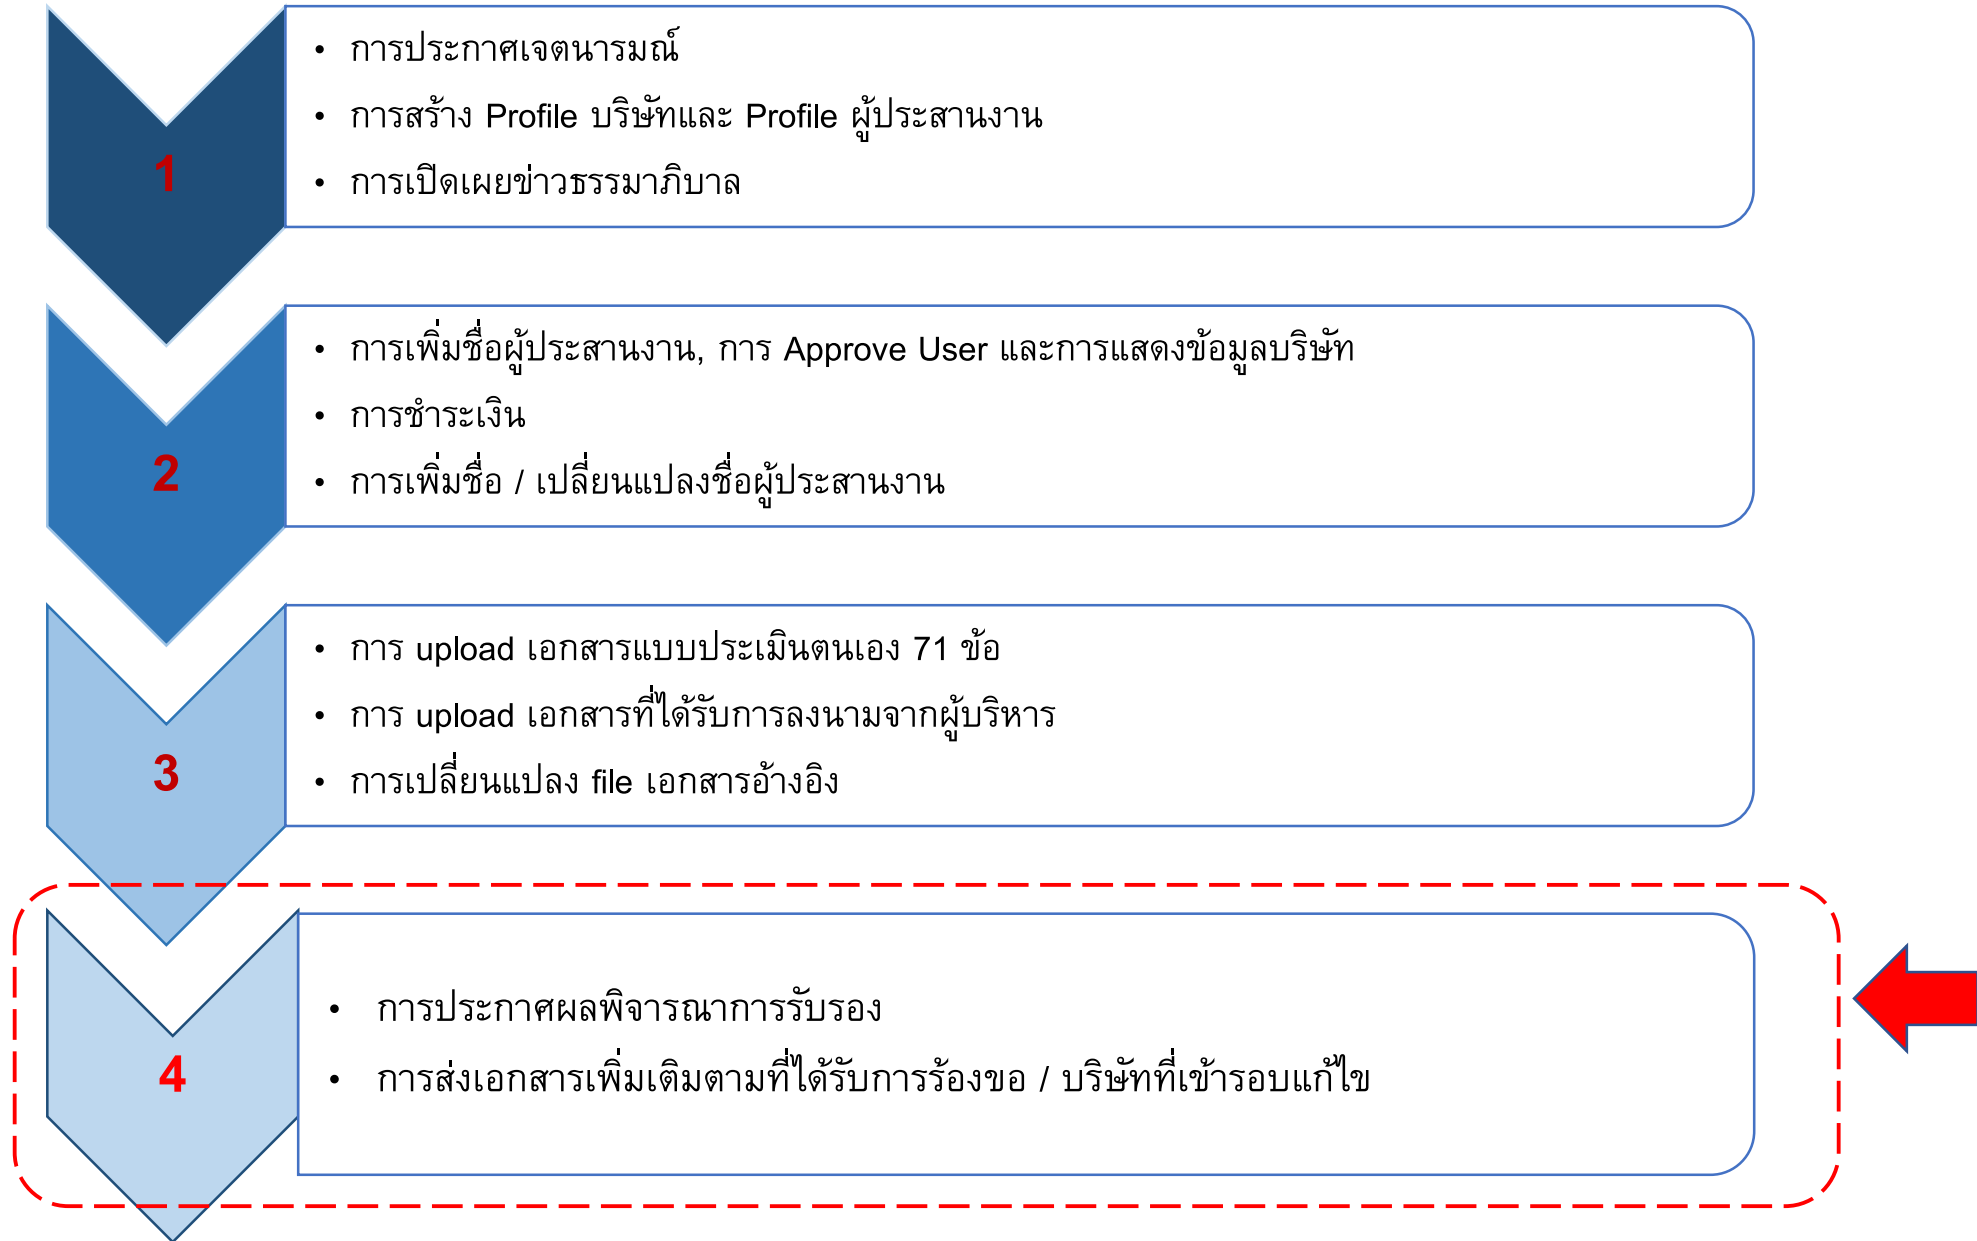 1
• การประกาศเจตนารมณ์
• การสร้าง Profile บริษัทและ Profile ผู้ประสานงาน
• การเปิดเผยข่าวธรรมาภิบาล
2
• การเพิ่มชื่อผู้ประสานงาน, การ Approve User และการแสดงข้อมูลบริษัท
• การชำระเงิน
• การเพิ่มชื่อ / เปลี่ยนแปลงชื่อผู้ประสานงาน
3
• การ upload เอกสารแบบประเมินตนเอง 71 ข้อ
• การ upload เอกสารที่ได้รับการลงนามจากผู้บริหาร
• การเปลี่ยนแปลง file เอกสารอ้างอิง
4
• การประกาศผลพิจารณาการรับรอง
• การส่งเอกสารเพิ่มเติมตามที่ได้รับการร้องขอ / บริษัทที่เข้ารอบแก้ไข